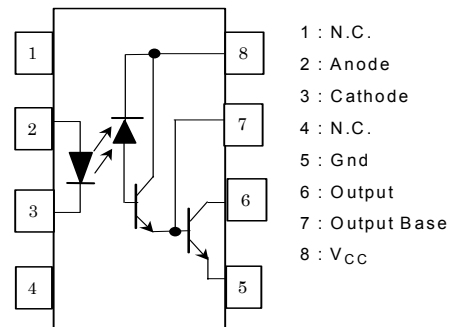 1
2
3
4
8
7
6
5
1 : N.C.
2 : Anode
3 : Cathode
4 : N.C.
5 : Gnd
6 : Output
7 : Output Base
8 : VCC